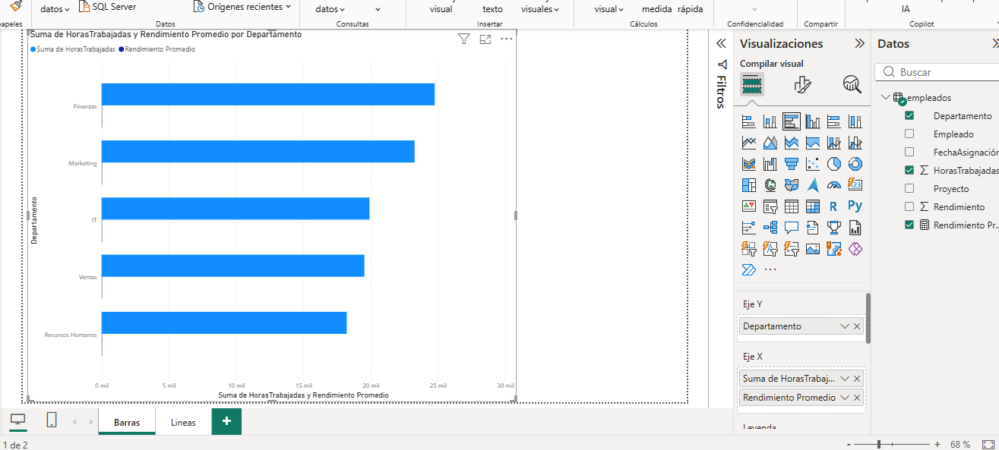 datos
SQL Server
Orígenes recientes
datos
visual
texto
visuales
visual
medida
rápida
IA
Datos
Consultas
Insertar
Cálculos
Confidencialidad
Compartir
Copilot
Suma de HorasTrabajadas y Rendimiento Promedio por Departamento
Suma de HorasTrabajadas
Rendimiento Promedio
Finanzas
Marketing
IT
Ventas
Recursos Humanos
Departamento
0 mil
5 mil
10 mil
15 mil
20 mil
25 mil
30 mil
Suma de HorasTrabajadas y Rendimiento Promedio
Filtros
Visualizaciones
Compilar visual
123
R
Py
Eje Y
Departamento
Eje X
Suma de HorasTrabaj...
Rendimiento Promedio
Leyenda
Datos
Buscar
empleados
Departamento
Empleado
FechaAsignación
HorasTrabajadas
Proyecto
Rendimiento
Rendimiento Pr...
Barras
Lineas
+
1 de 2
- + 68 %